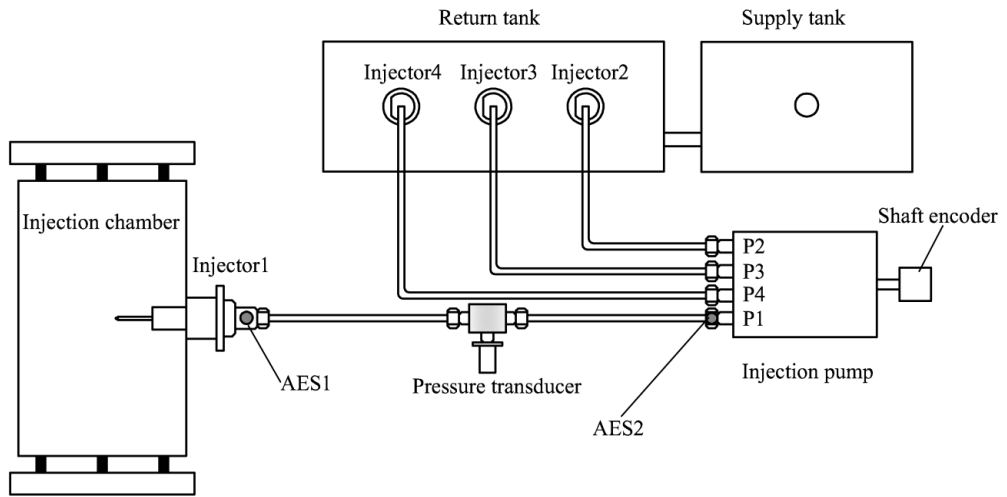 Return tank
Supply tank
Injector4
Injector3
Injector2
Injection chamber
Shaft encoder
P2
Injector1
P3
P4
P1
Injection pump
AES1
Pressure transducer
AES2